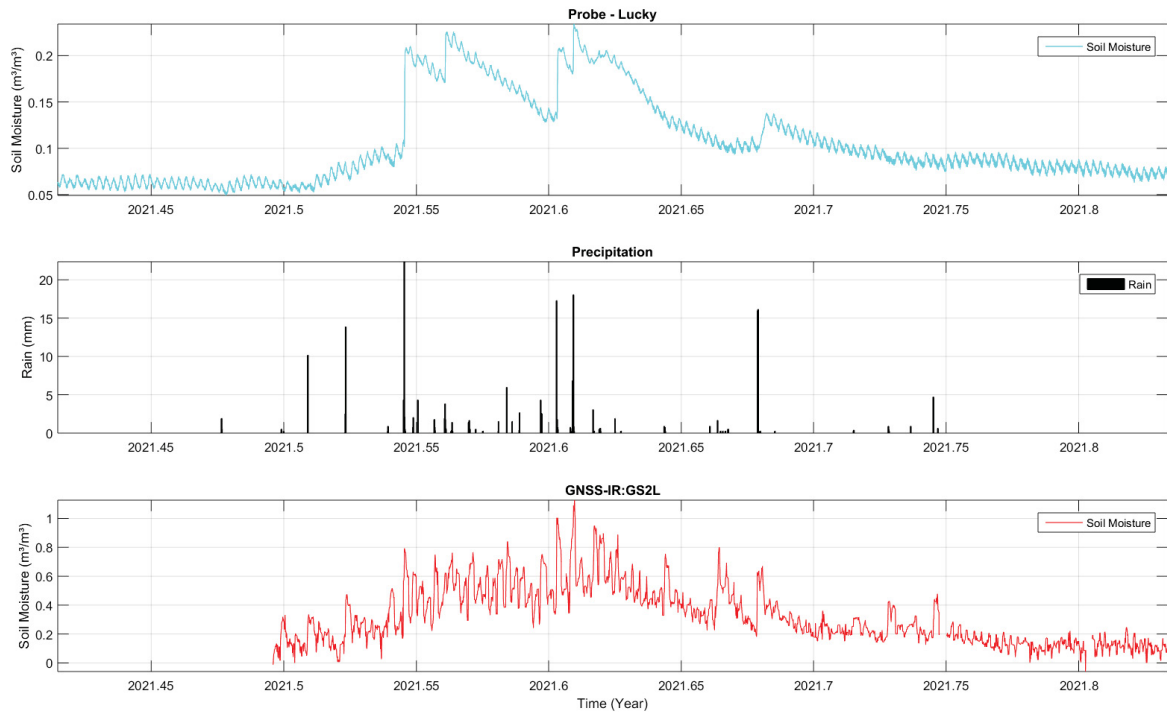 Probe - Lucky
Soil Moisture (m³/m³)
0.2
0.15
0.1
0.05
Soil Moisture
2021.45 2021.5 2021.55 2021.6 2021.65 2021.7 2021.75 2021.8
Precipitation
Rain (mm)
20
15
10
5
0
Rain
2021.45 2021.5 2021.55 2021.6 2021.65 2021.7 2021.75 2021.8
GNSS-IR:GS2L
Soil Moisture (m³/m³)
1
0.8
0.6
0.4
0.2
0
Soil Moisture
2021.45 2021.5 2021.55 2021.6 2021.65 2021.7 2021.75 2021.8
Time (Year)